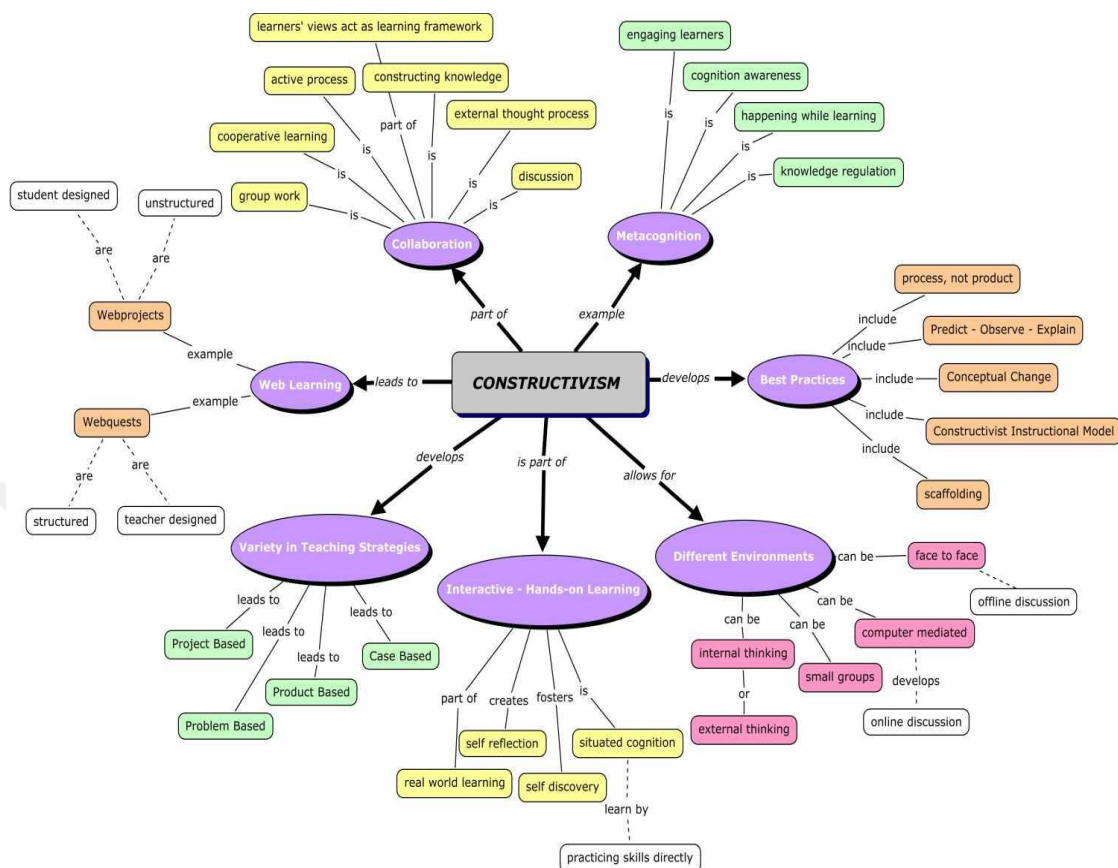 learners' views act as learning framework
engaging learners
active process
constructing knowledge
cognition awareness
part of
is
external thought process
is
is
happening while learning
cooperative learning
is
is
is
is
is
knowledge regulation
student designed
unstructured
group work
is
is
discussion
is
Collaboration
Metacognition
are
are
process, not product
Webprojects
part of
example
include
Predict - Observe - Explain
include
example
Web Learning
leads to
CONSTRUCTIVISM
develops
Best Practices
include
Conceptual Change
example
Webquests
include
Constructivist Instructional Model
include
are
are
develops
is part of
allows for
scaffolding
structured
teacher designed
Variety in Teaching Strategies
Different Environments
can be
face to face
Interactive - Hands-on Learning
offline discussion
leads to
leads to
can be
can be
can be
Project Based
leads to
leads to
Case Based
internal thinking
computer mediated
Product Based
small groups
part of
creates
fosters
is
or
develops
Problem Based
self reflection
situated cognition
external thinking
online discussion
real world learning
self discovery
learn by
practicing skills directly